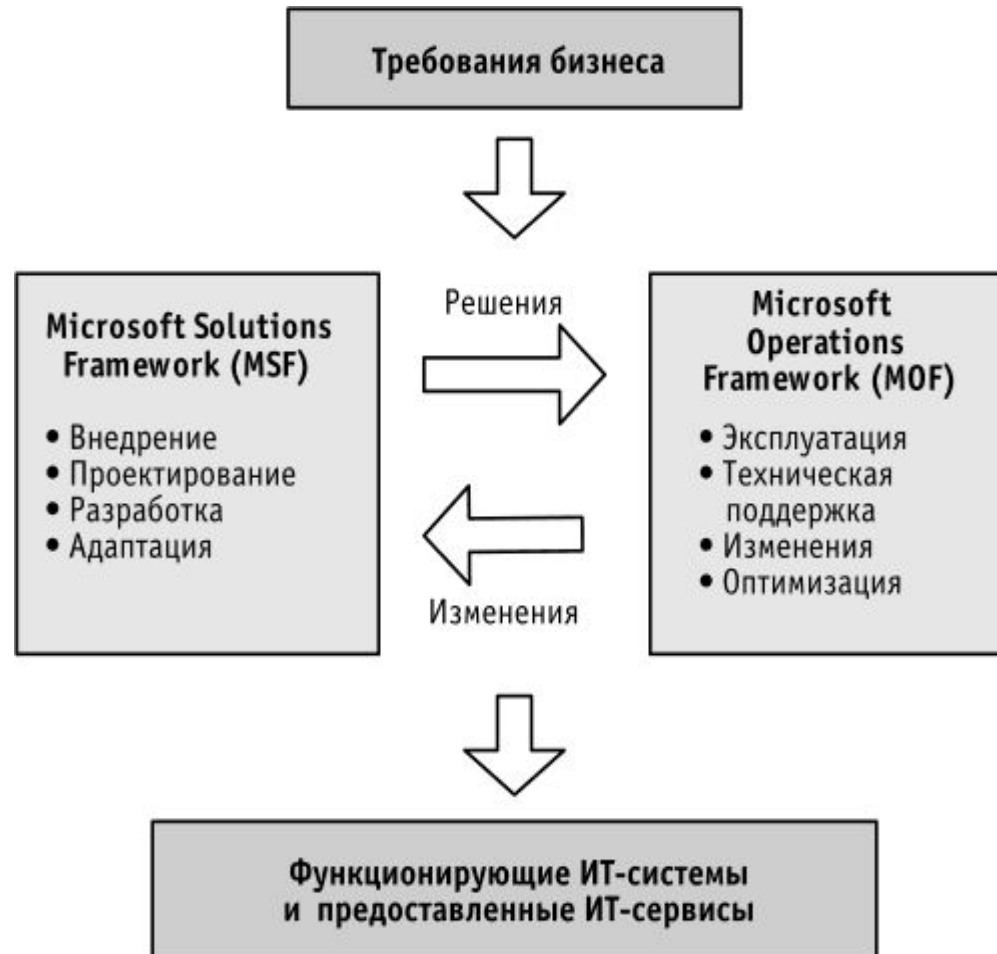 Требования бизнеса
Microsoft Solutions
Framework (MSF)
• Внедрение
• Проектирование
• Разработка
• Адаптация
Решения
Изменения
Microsoft
Operations
Framework (MOF)
• Эксплуатация
• Техническая
поддержка
• Изменения
• Оптимизация
Функционирующие ИТ-системы
и предоставленные ИТ-сервисы